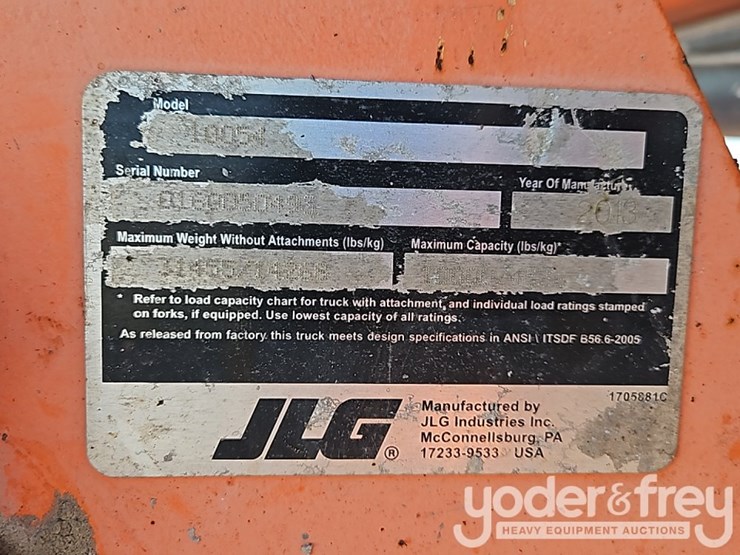 Model
Serial Number
Year Of Manufacture
Maximum Weight Without Attachments (lbs/kg)
Maximum Capacity (lbs/kg)*
* Refer to load capacity chart for truck with attachment, and individual load ratings stamped
on forks, if equipped. Use lowest capacity of all ratings.
As released from factory this truck meets design specifications in ANSI \ ITSDF B56.6-2005
1705881C
JLG®
Manufactured by
JLG Industries Inc.
McConnellsburg, PA
17233-9533 USA
yoder&frey
HEAVY EQUIPMENT AUCTIONS